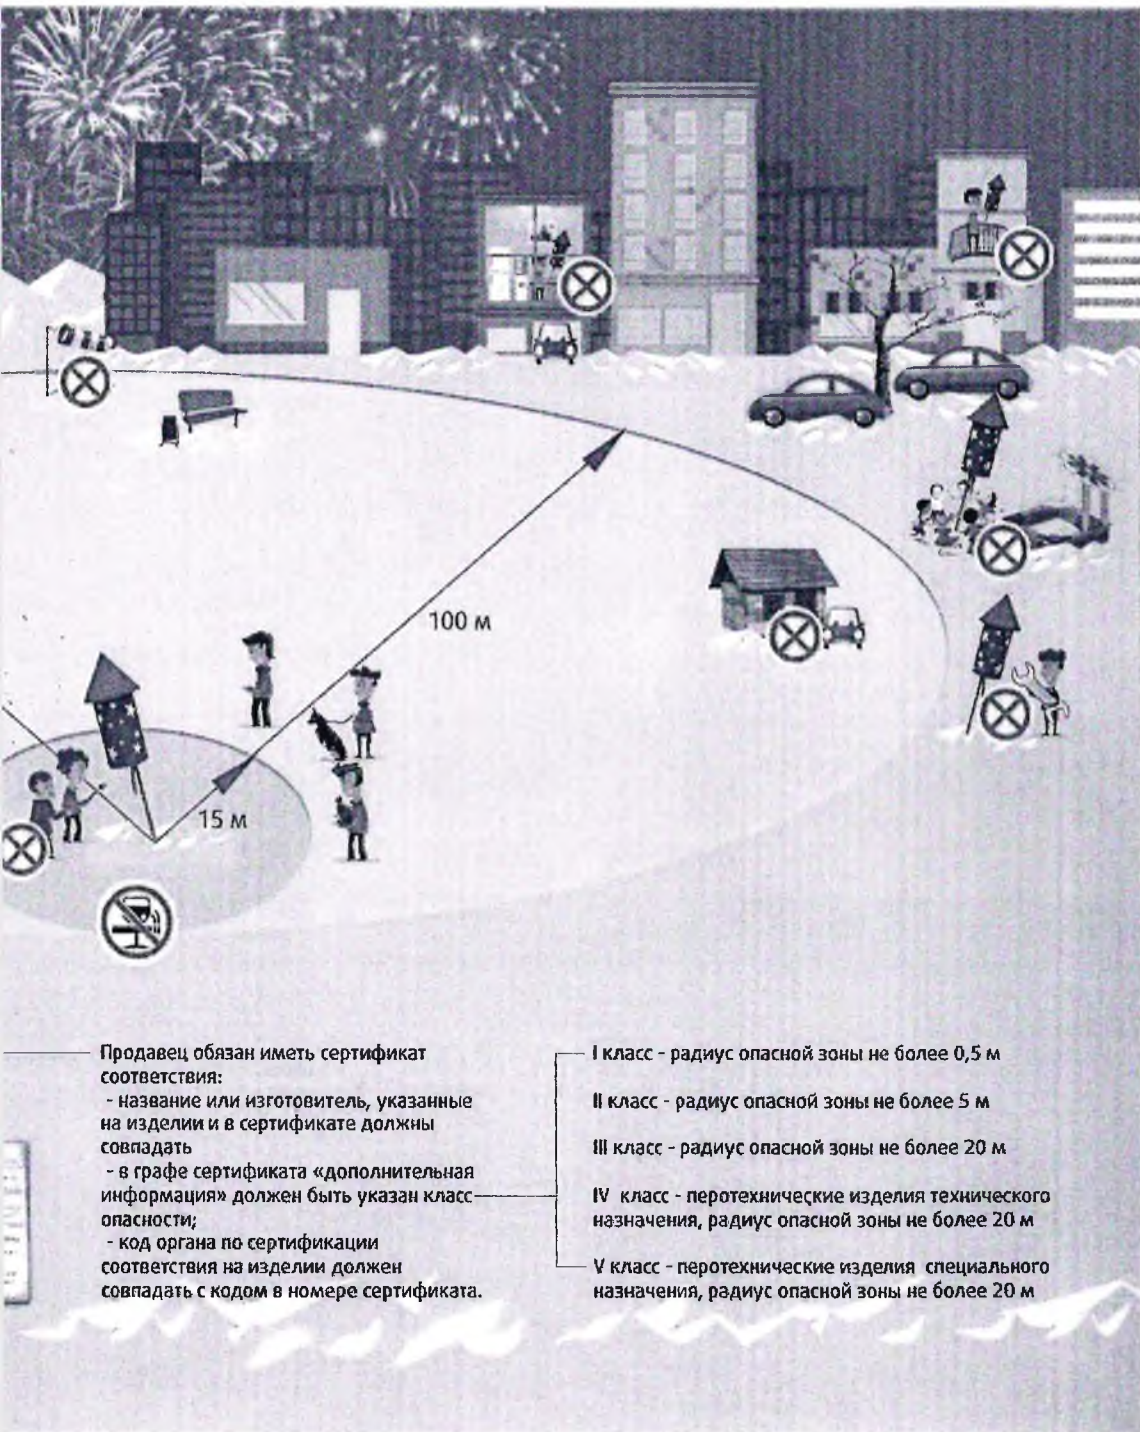 100 м
15 м
Продавец обязан иметь сертификат
соответствия:
- название или изготовитель, указанные
на изделии и в сертификате должны
совпадать
- в графе сертификата «дополнительная
информация» должен быть указан класс
опасности;
- код органа по сертификации
соответствия на изделии должен
совпадать с кодом в номере сертификата.
I класс - радиус опасной зоны не более 0,5 м
II класс - радиус опасной зоны не более 5 м
III класс - радиус опасной зоны не более 20 м
IV класс - перотехнические изделия технического
назначения, радиус опасной зоны не более 20 м
V класс - перотехнические изделия специального
назначения, радиус опасной зоны не более 20 м